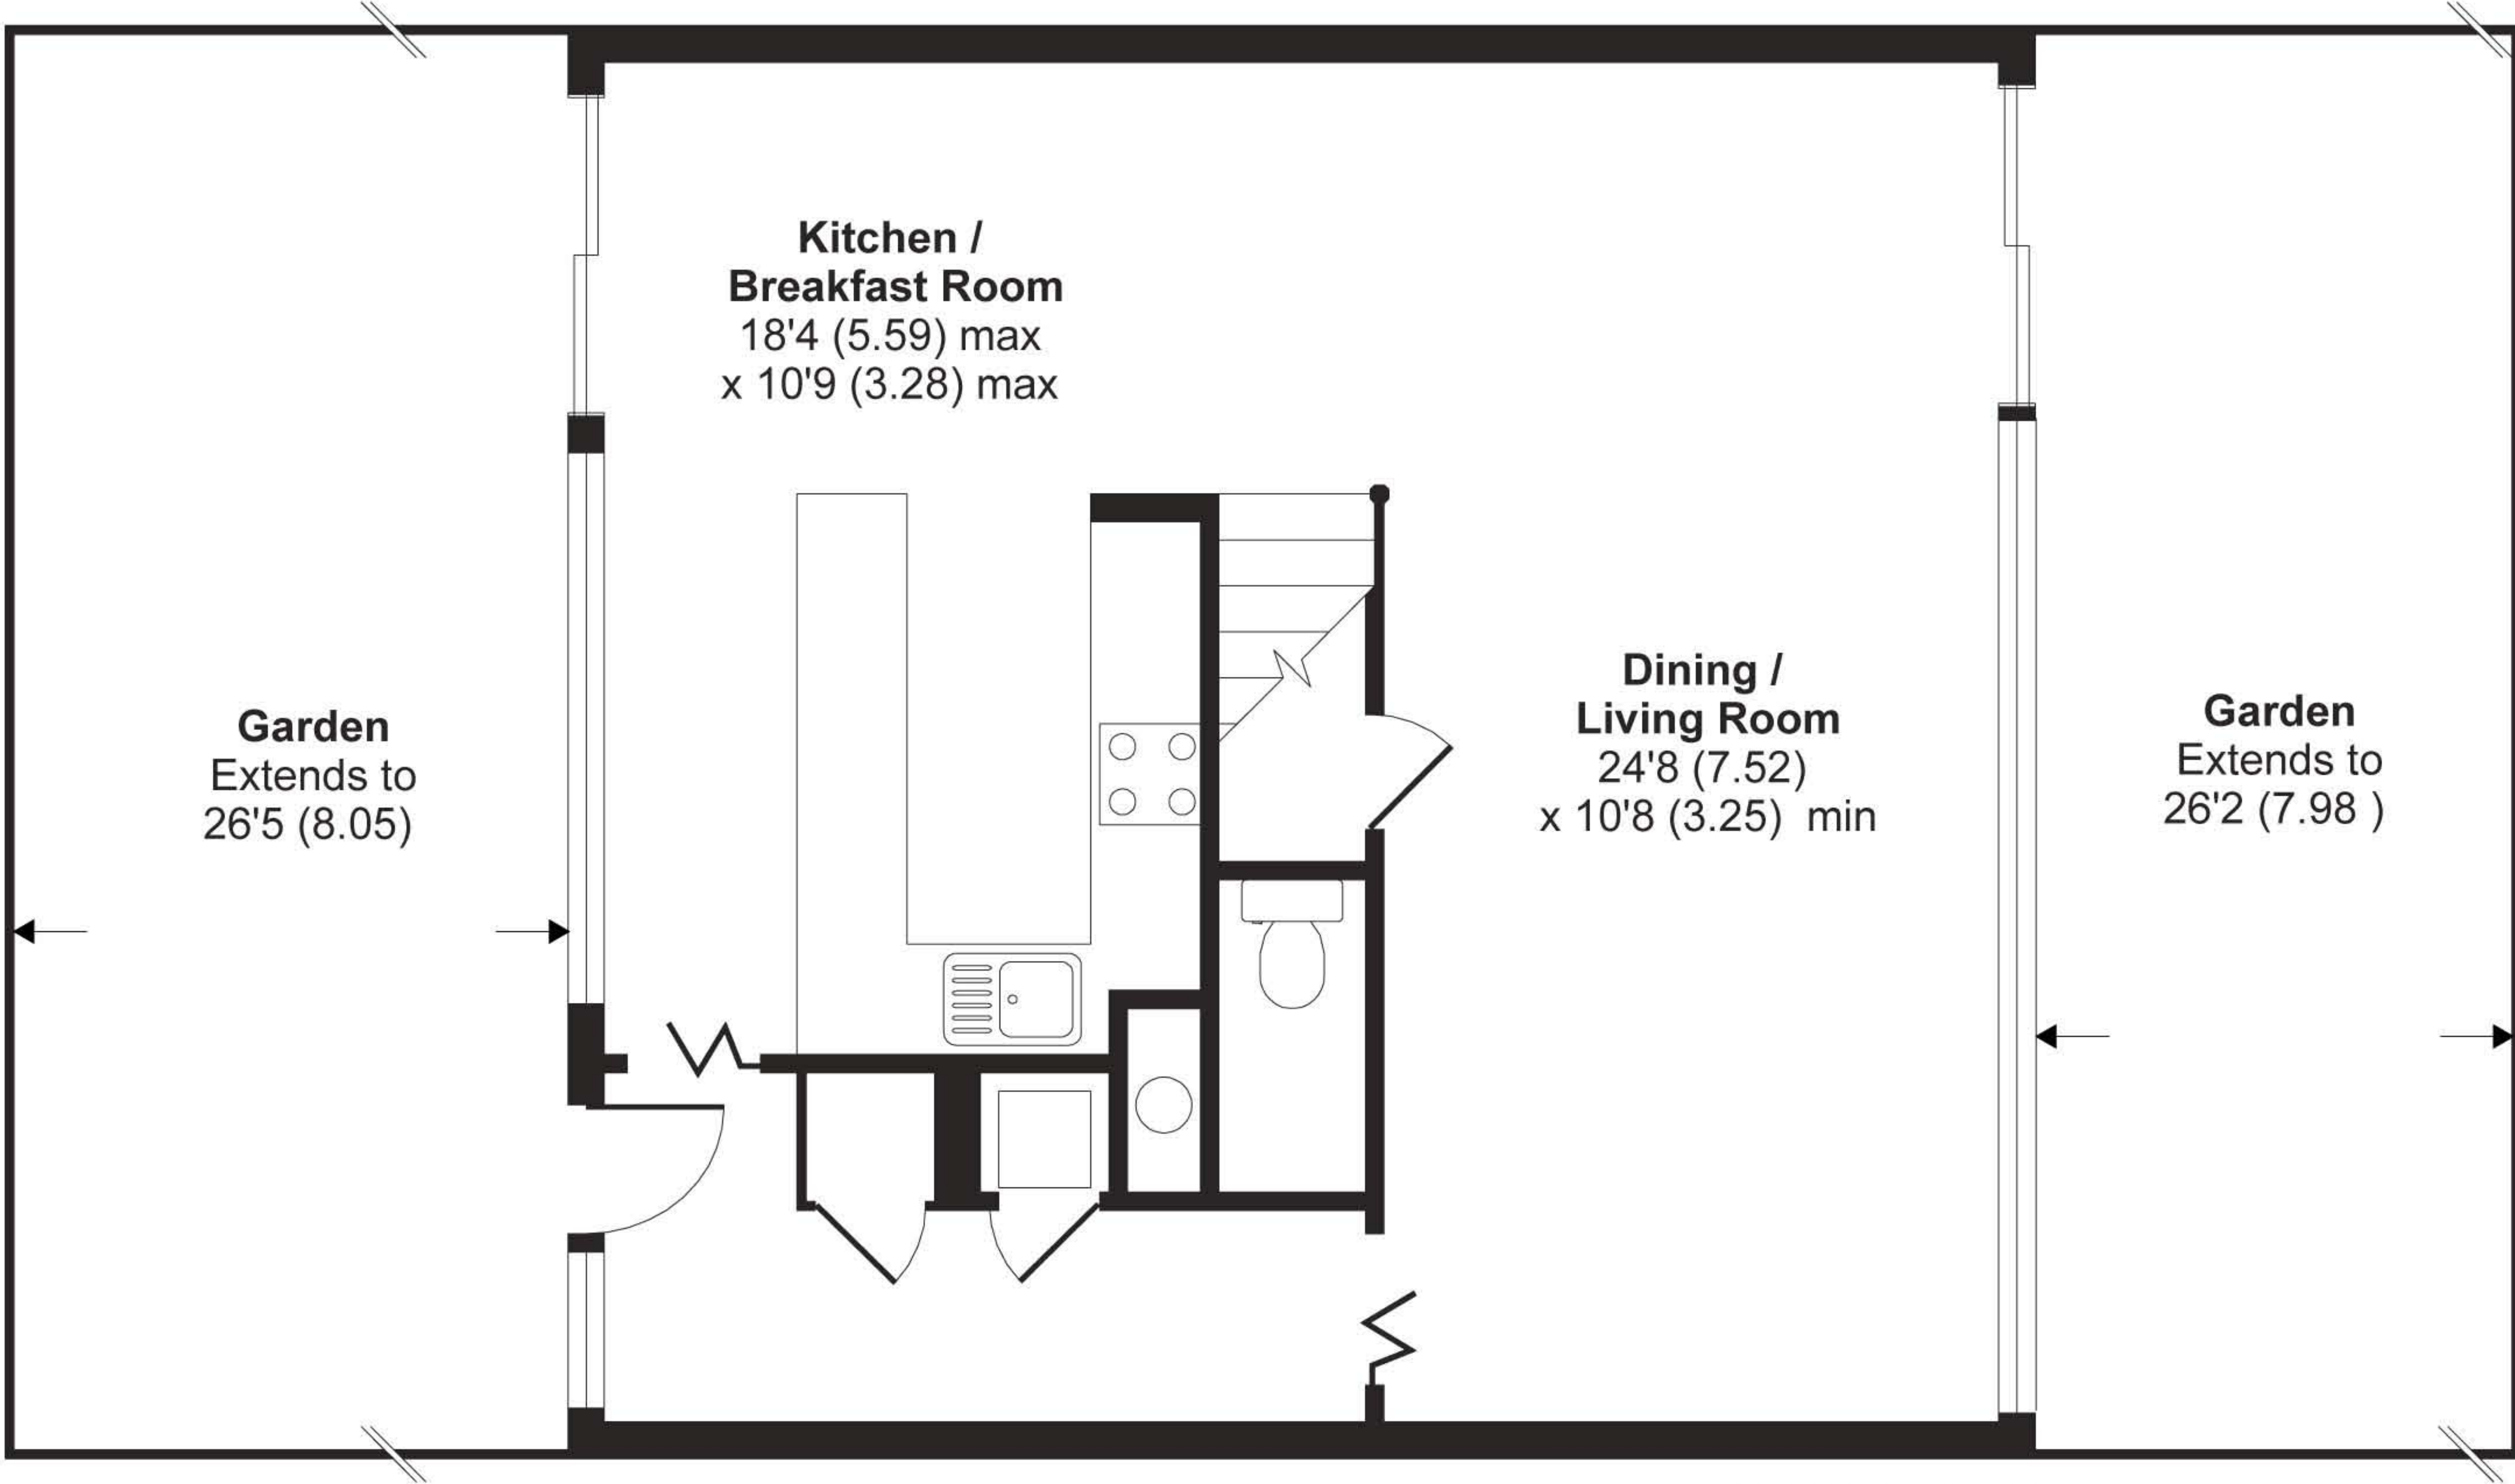 Kitchen /
Breakfast Room
18'4 (5.59) max
x 10'9 (3.28) max
Garden
Extends to
26'5 (8.05)
Dining /
Living Room
24'8 (7.52)
x 10'8 (3.25) min
Garden
Extends to
26'2 (7.98 )